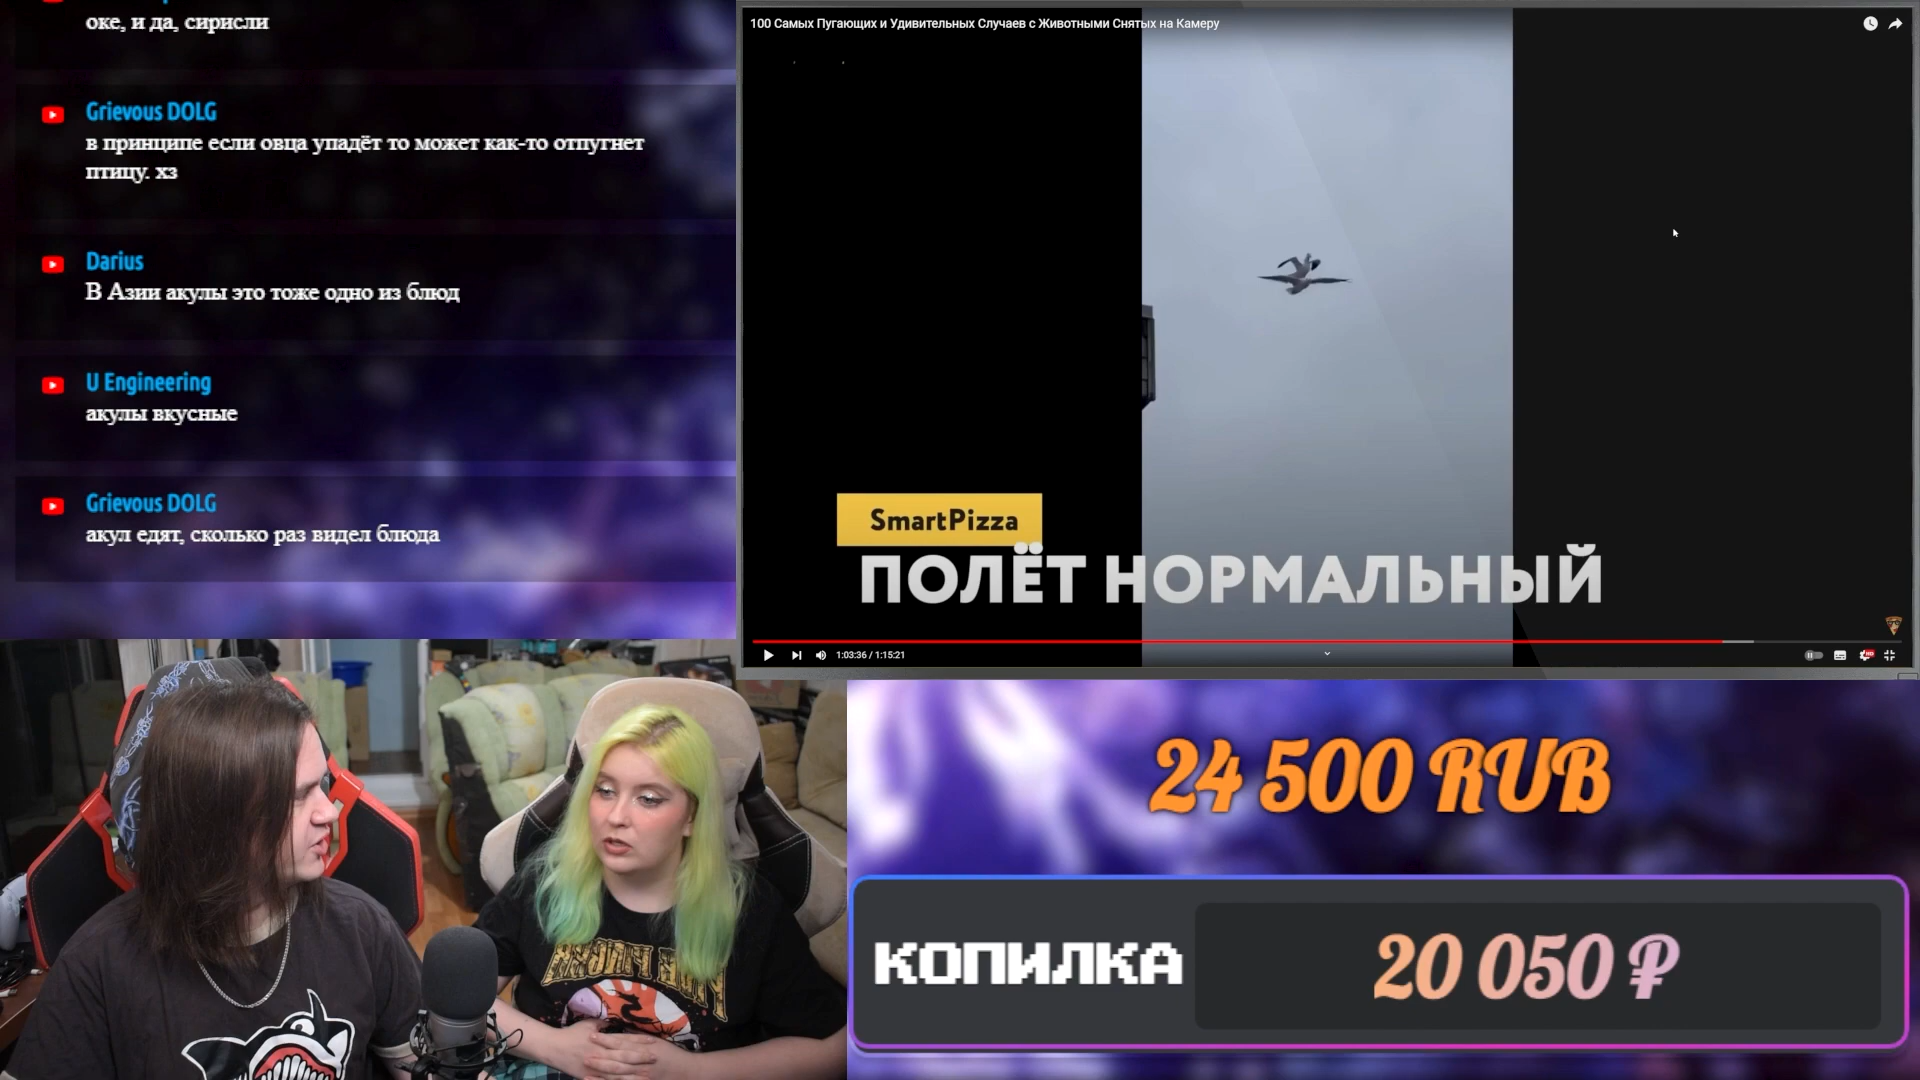 оке, и да, сирисли
Grievous DOLG
в принципе если овца упадёт то может как-то отпугнет
птицу. хз
Darius
В Азии акулы это тоже одно из блюд
U Engineering
акулы вкусные
Grievous DOLG
акул едят, сколько раз видел блюда
100 Самых Пугающих и Удивительных Случаев с Животными Снятых на Камеру
SmartPizza
ПОЛЁТ НОРМАЛЬНЫЙ
1:03:36 / 1:15:21
24 500 RUB
КОПИЛКА
20 050 ₽